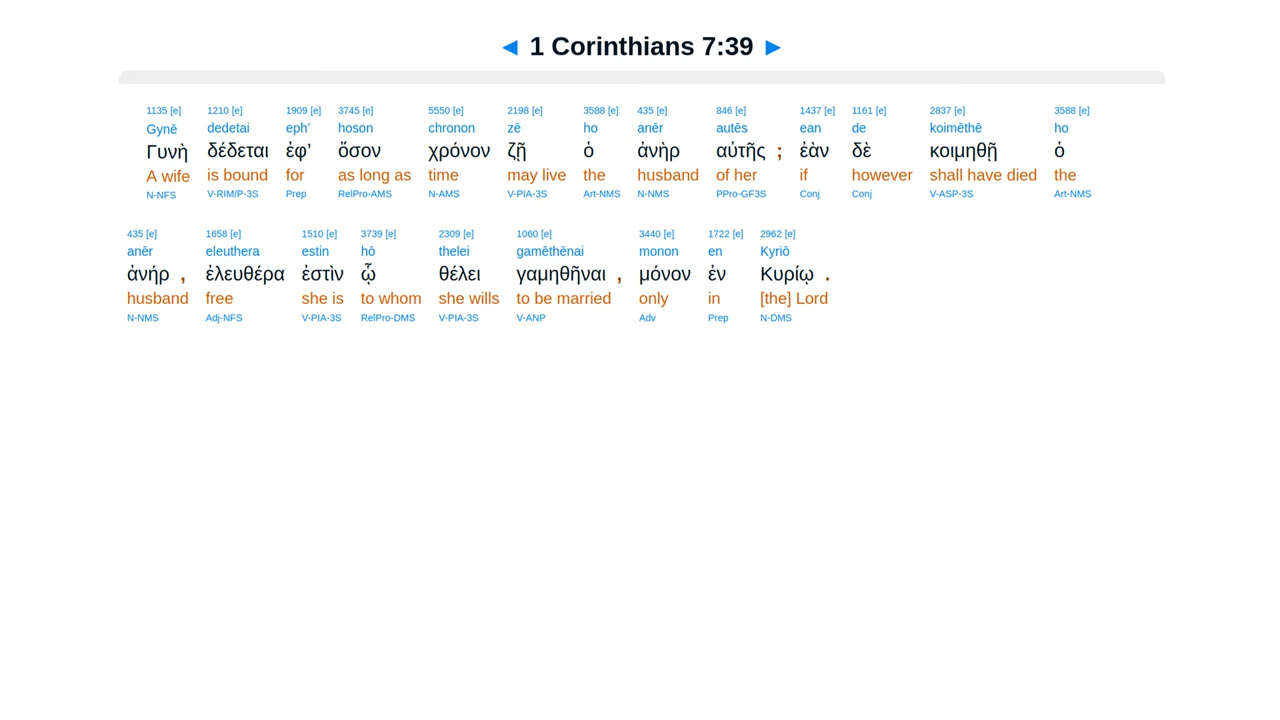 ◄ 1 Corinthians 7:39 ►
1135 [e] 1210 [e] 1909 [e] 3745 [e] 5550 [e] 2198 [e] 3588 [e] 435 [e] 846 [e] 1437 [e] 1161 [e] 2837 [e] 3588 [e]
Gynē dedetai eph’ hoson chronon zē ho anēr autēs ean de koimēthē ho
Γυνὴ δέδεται ἐφ’ ὅσον χρόνον ζῇ ὁ ἀνὴρ αὐτῆς ; ἐὰν δὲ κοιμηθῇ ὁ
A wife is bound for as long as time may live the husband of her if however shall have died the
N-NFS V-RIM/P-3S Prep RelPro-AMS N-AMS V-PIA-3S Art-NMS N-NMS PPro-GF3S Conj Conj V-ASP-3S Art-NMS
435 [e] 1658 [e] 1510 [e] 3739 [e] 2309 [e] 1060 [e] 3440 [e] 1722 [e] 2962 [e]
anēr eleuthera estin hō thelei gamēthēnai monon en Kyriō
ἀνήρ , ἐλευθέρα ἐστὶν ᾧ θέλει γαμηθῆναι , μόνον ἐν Κυρίῳ .
husband free she is to whom she wills to be married only in [the] Lord
N-NMS Adj-NFS V-PIA-3S RelPro-DMS V-PIA-3S V-ANP Adv Prep N-DMS